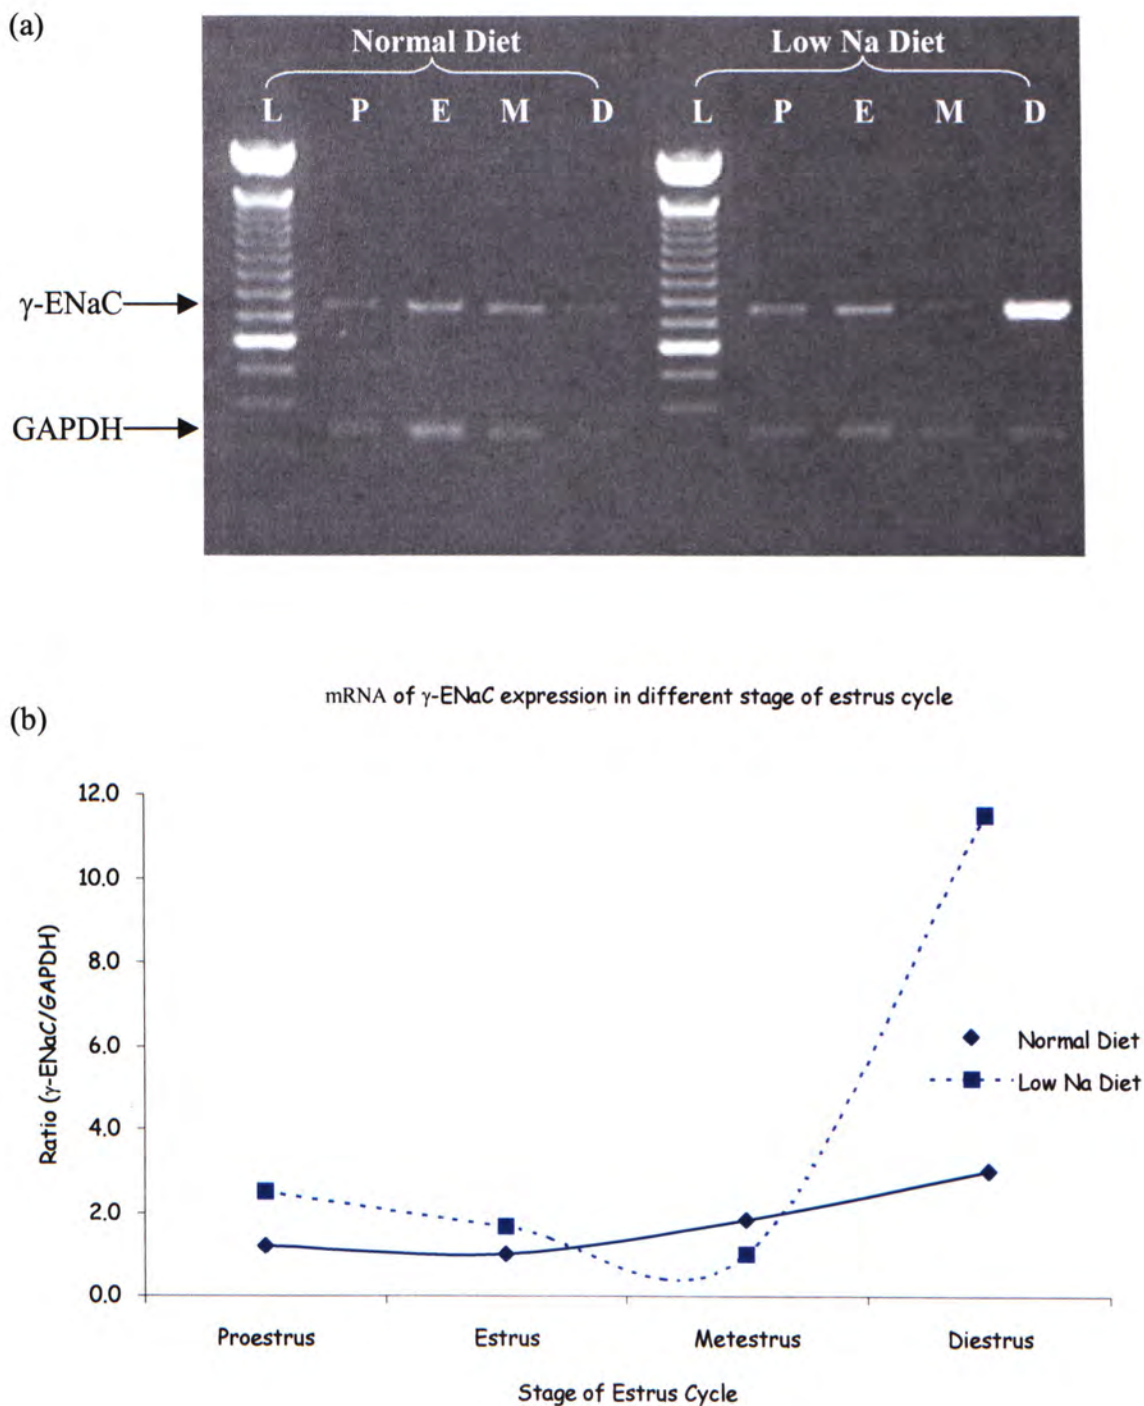 (a)
Normal Diet Low Na Diet
L P E M D L P E M D
γ-ENaC
GAPDH
mRNA of γ-ENaC expression in different stage of estrus cycle
(b)
12.0
10.0
8.0
6.0
4.0
2.0
0.0
Ratio (γ-ENaC/GAPDH)
Normal Diet
Low Na Diet
Proestrus Estrus Metestrus Diestrus
Stage of Estrus Cycle